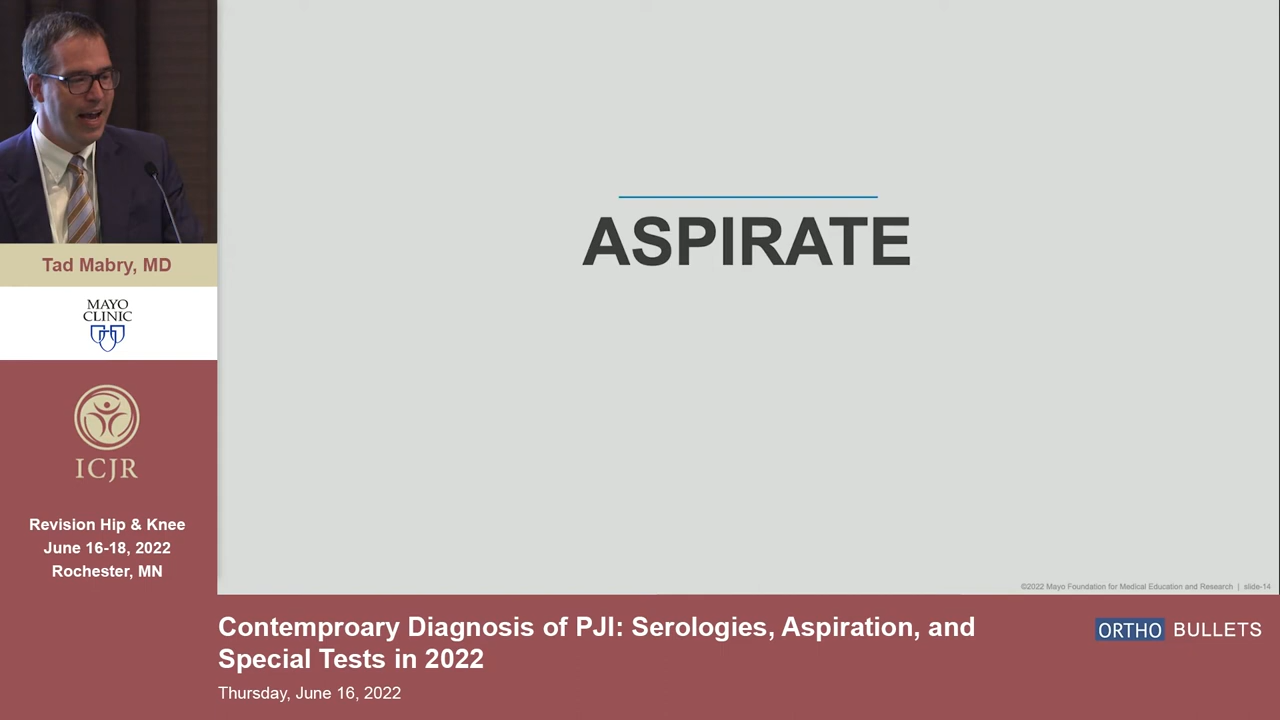 Tad Mabry, MD
MAYO
CLINIC
ICJR
Revision Hip & Knee
June 16-18, 2022
Rochester, MN
ASPIRATE
©2022 Mayo Foundation for Medical Education and Research | slide-14
Contemproary Diagnosis of PJI: Serologies, Aspiration, and
Special Tests in 2022
Thursday, June 16, 2022
ORTHO BULLETS